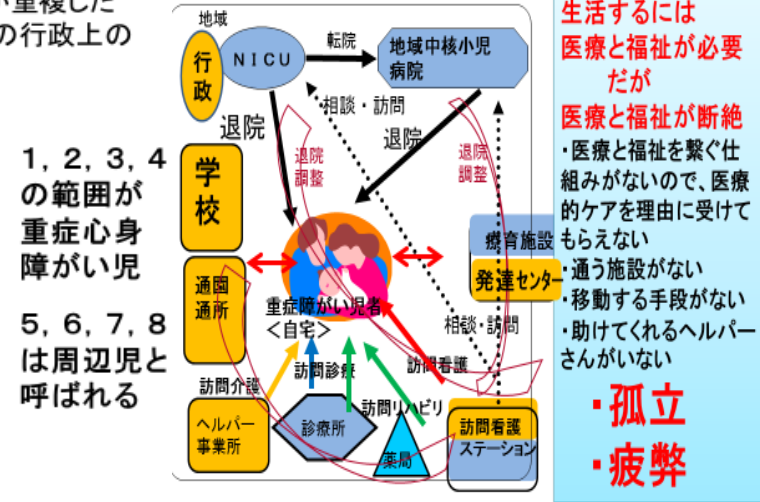 が重複した
の行政上の
1，2，3，4
の範囲が
重症心身
障がい児
5，6，7，8
は周辺児と
呼ばれる
地域
行政
NICU
転院
地域中核小児
病院
相談・訪問
退院
退院
退院
調整
退院
調整
学校
通園
通所
重症障がい児者
＜自宅＞
療育施設
発達センター
相談・訪問
訪問介護
訪問診療
訪問看護
訪問リハビリ
ヘルパー
事業所
診療所
薬局
訪問看護
ステーション
生活するには
医療と福祉が必要
だが
医療と福祉が断絶
・医療と福祉を繋ぐ仕
組みがないので、医療
的ケアを理由に受けて
もらえない
・通う施設がない
・移動する手段がない
・助けてくれるヘルパー
さんがいない
・孤立
・疲弊